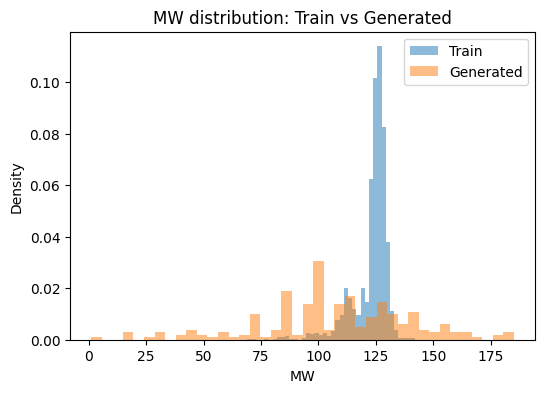 MW distribution: Train vs Generated
Train
Generated
Density
0.10
0.08
0.06
0.04
0.02
0.00
0 25 50 75 100 125 150 175
MW